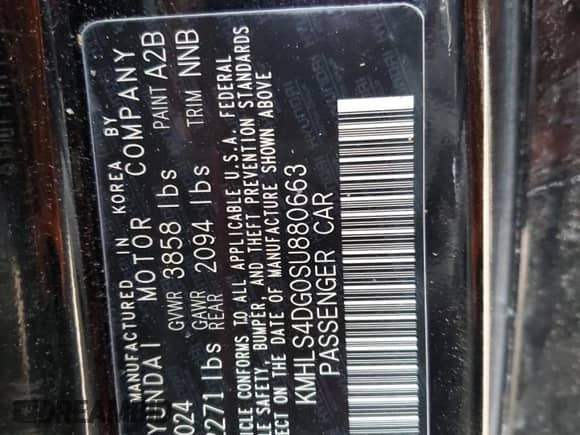 MANUFACTURED IN KOREA BY
YUNDAI MOTOR COMPANY
024 GVWR 3858 lbs PAINT A2B
2271 lbs GAWR REAR 2094 lbs TRIM NNB
HICLE CONFORMS TO ALL APPLICABLE U.S.A. FEDERAL
LE SAFETY, BUMPER, AND THEFT PREVENTION STANDARDS
ECT ON THE DATE OF MANUFACTURE SHOWN ABOVE
KMHLS4DG0SU880663
PASSENGER CAR